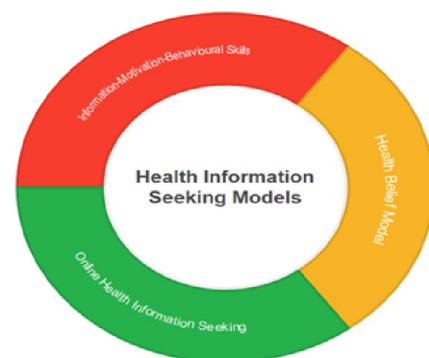 Information-Motivation-Behavioural Skills
Health Information
Seeking Models
Health Belief Model
Online Health Information Seeking